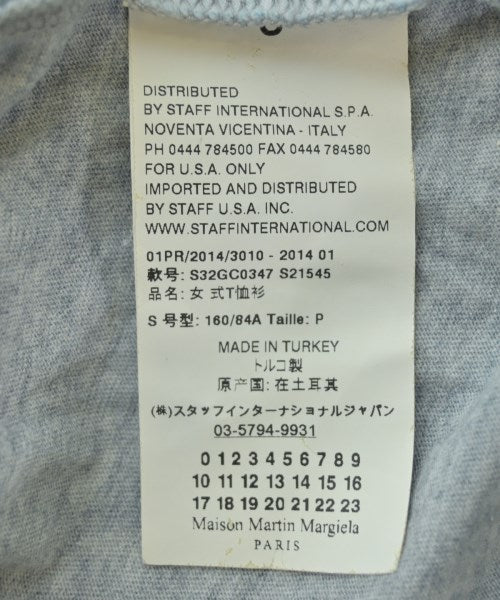 DISTRIBUTED
BY STAFF INTERNATIONAL S.P.A.
NOVENTA VICENTINA - ITALY
PH 0444 784500 FAX 0444 784580
FOR U.S.A. ONLY
IMPORTED AND DISTRIBUTED
BY STAFF U.S.A. INC.
WWW.STAFFINTERNATIONAL.COM
01PR/2014/3010 - 2014 01
款号: S32GC0347 S21545
品名: 女 式T恤衫
S 号型: 160/84A Taille: P
MADE IN TURKEY
トルコ製
原产国: 在土耳其
(株)スタッフインターナショナルジャパン
03-5794-9931
0 1 2 3 4 5 6 7 8 9
10 11 12 13 14 15 16
17 18 19 20 21 22 23
Maison Martin Margiela
PARIS